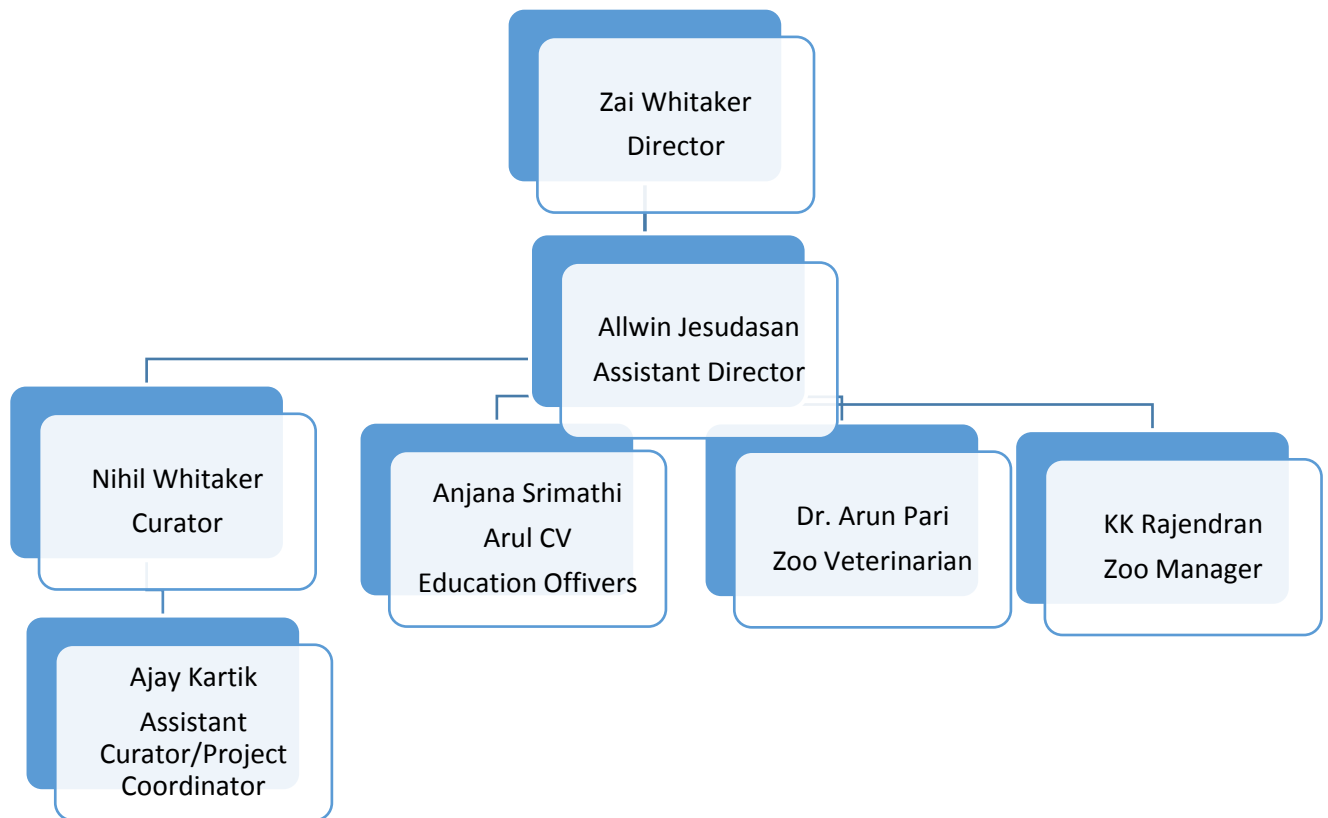 Zai Whitaker
Director
Allwin Jesudasan
Assistant Director
Nihil Whitaker
Curator
Anjana Srimathi
Arul CV
Education Offivers
Dr. Arun Pari
Zoo Veterinarian
KK Rajendran
Zoo Manager
Ajay Kartik
Assistant
Curator/Project
Coordinator